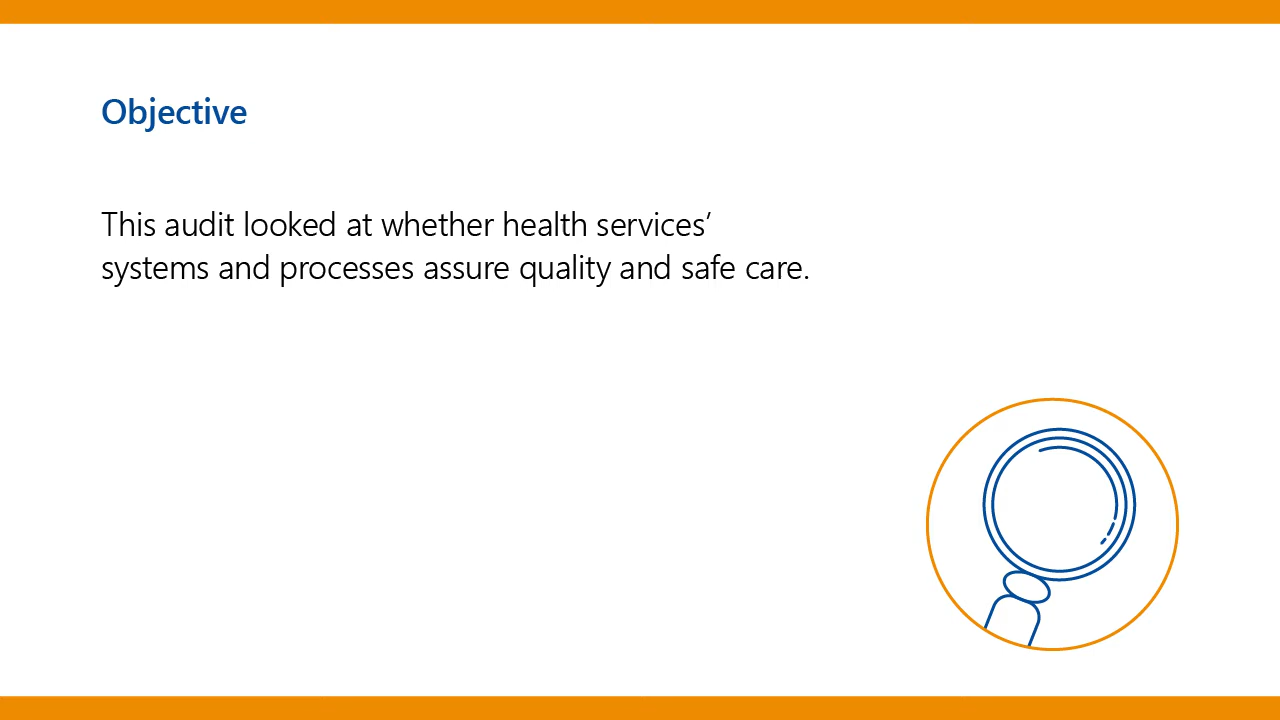 Objective
This audit looked at whether health services’
systems and processes assure quality and safe care.